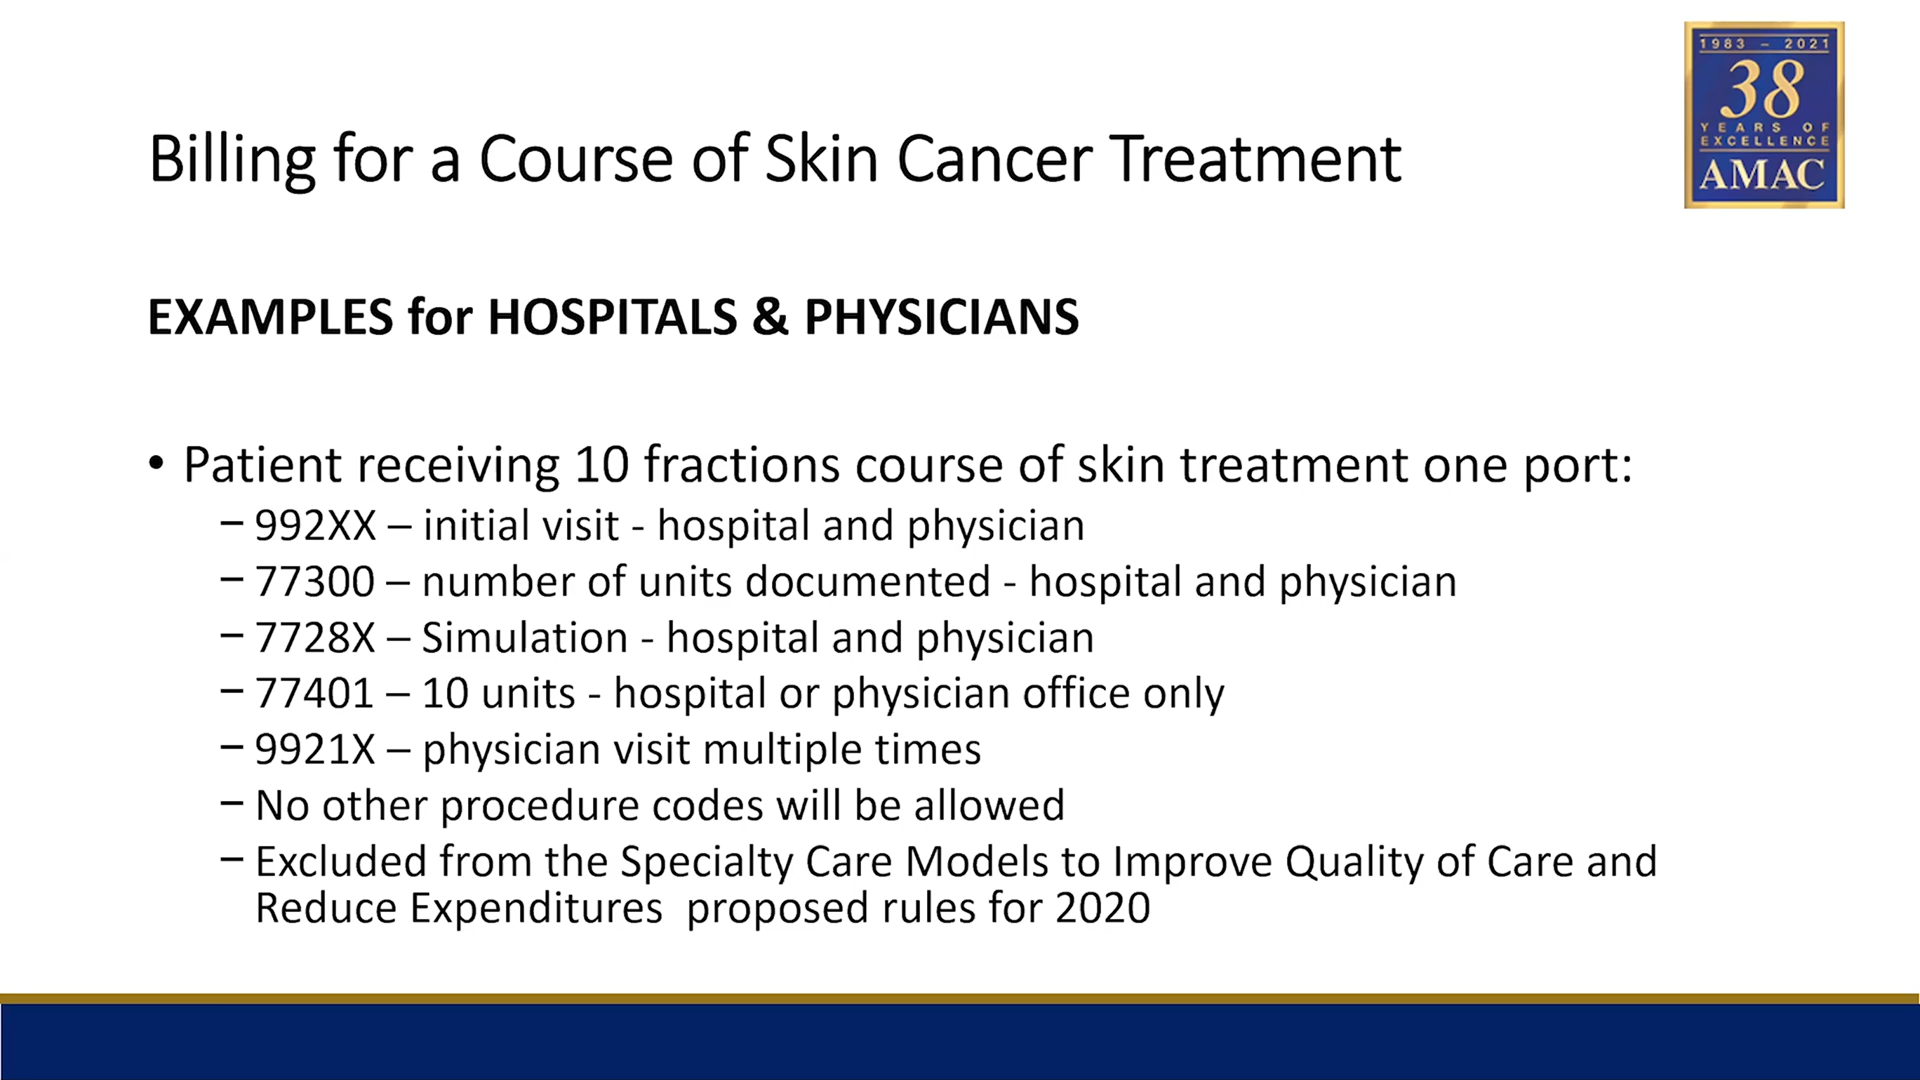 1983 – 2021
38
YEARS OF
EXCELLENCE
AMAC
Billing for a Course of Skin Cancer Treatment
EXAMPLES for HOSPITALS & PHYSICIANS
• Patient receiving 10 fractions course of skin treatment one port:
– 992XX – initial visit - hospital and physician
– 77300 – number of units documented - hospital and physician
– 7728X – Simulation - hospital and physician
– 77401 – 10 units - hospital or physician office only
– 9921X – physician visit multiple times
– No other procedure codes will be allowed
– Excluded from the Specialty Care Models to Improve Quality of Care and
Reduce Expenditures  proposed rules for 2020